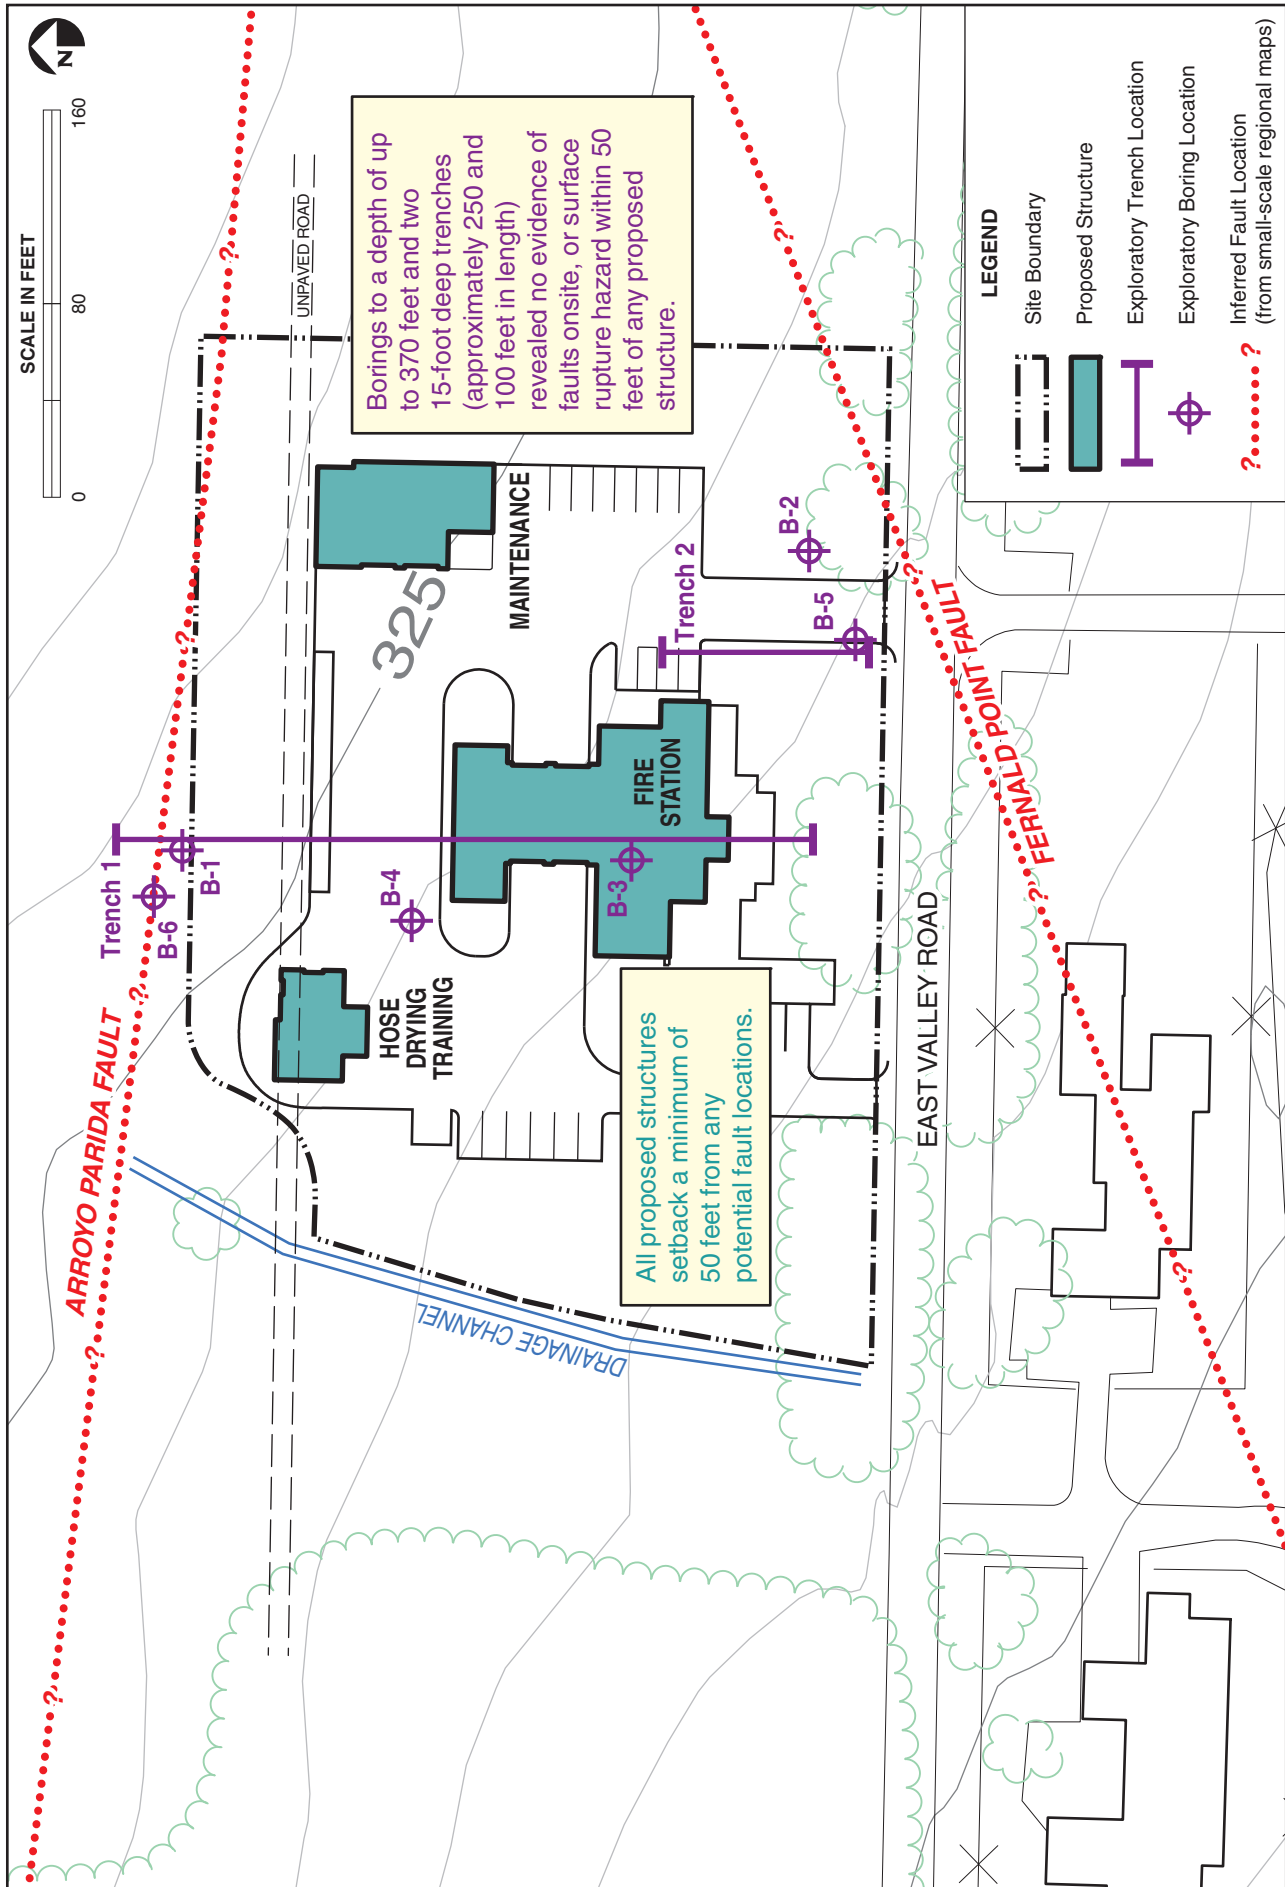 ARROYO PARIDA FAULT
Trench 1
B-6
B-1
UNPAVED ROAD
SCALE IN FEET
0
80
160
N
HOSE
DRYING
TRAINING
B-4
325
MAINTENANCE
Borings to a depth of up
to 370 feet and two
15-foot deep trenches
(approximately 250 and
100 feet in length)
revealed no evidence of
faults onsite, or surface
rupture hazard within 50
feet of any proposed
structure.
DRAINAGE CHANNEL
B-3
FIRE
STATION
Trench 2
B-5
B-2
All proposed structures
setback a minimum of
50 feet from any
potential fault locations.
EAST VALLEY ROAD
FERNALD POINT FAULT
?
?
?
?
?
?
?
?
?
LEGEND
Site Boundary
Proposed Structure
Exploratory Trench Location
Exploratory Boring Location
? ?
Inferred Fault Location
(from small-scale regional maps)